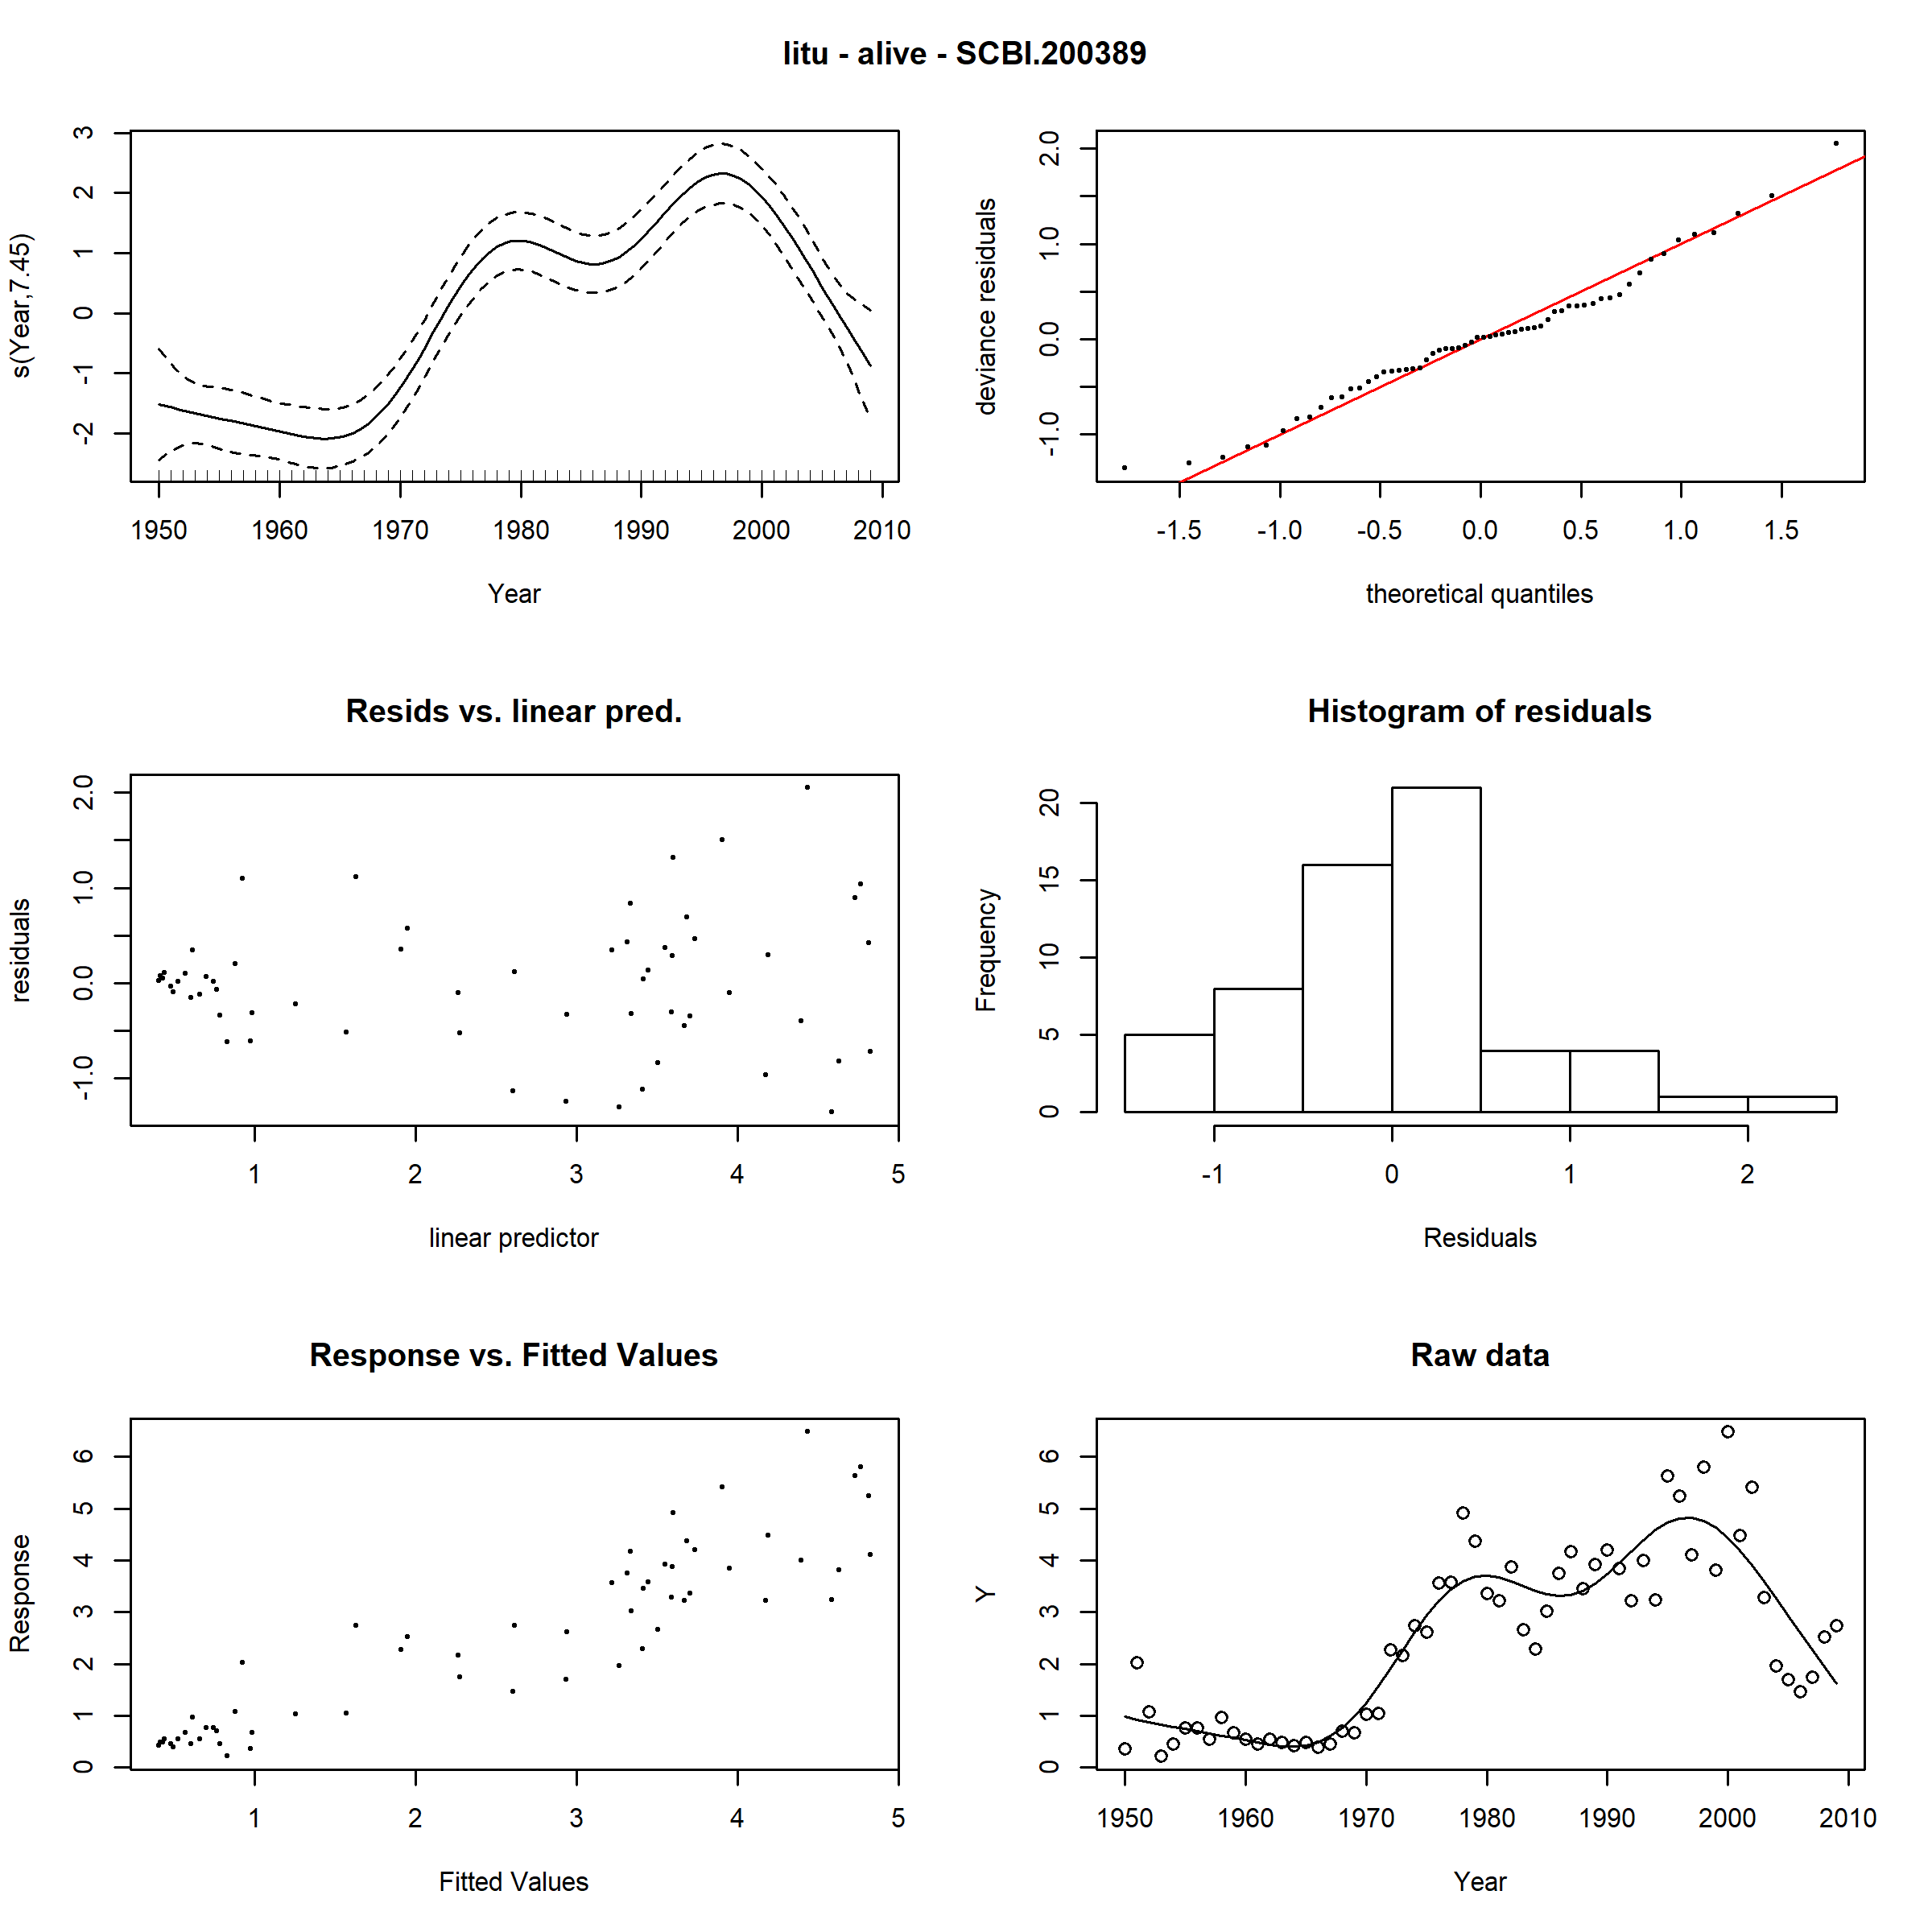 litu - alive - SCBI.200389
3
2
1
0
-1
-2
s(Year,7.45)
1950 1960 1970 1980 1990 2000 2010
Year
2.0
1.0
0.0
-1.0
deviance residuals
-1.5 -1.0 -0.5 0.0 0.5 1.0 1.5
theoretical quantiles
Resids vs. linear pred.
2.0
1.0
0.0
-1.0
residuals
1 2 3 4 5
linear predictor
Histogram of residuals
20
15
10
5
0
Frequency
-1 0 1 2
Residuals
Response vs. Fitted Values
6
5
4
3
2
1
0
Response
1 2 3 4 5
Fitted Values
Raw data
6
5
4
3
2
1
0
Y
1950 1960 1970 1980 1990 2000 2010
Year